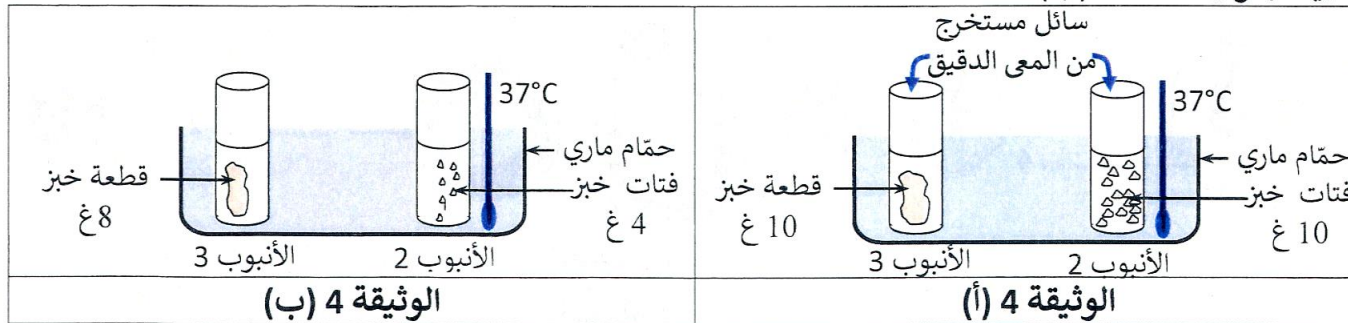 سائل مستخرج
من المعى الدقيق
37°C
حمّام ماري
فتات خبز
10 غ
قطعة خبز
10 غ
الأنبوب 2
الأنبوب 3
الوثيقة 4 (أ)
37°C
حمّام ماري
فتات خبز
4 غ
قطعة خبز
8غ
الأنبوب 2
الأنبوب 3
الوثيقة 4 (ب)